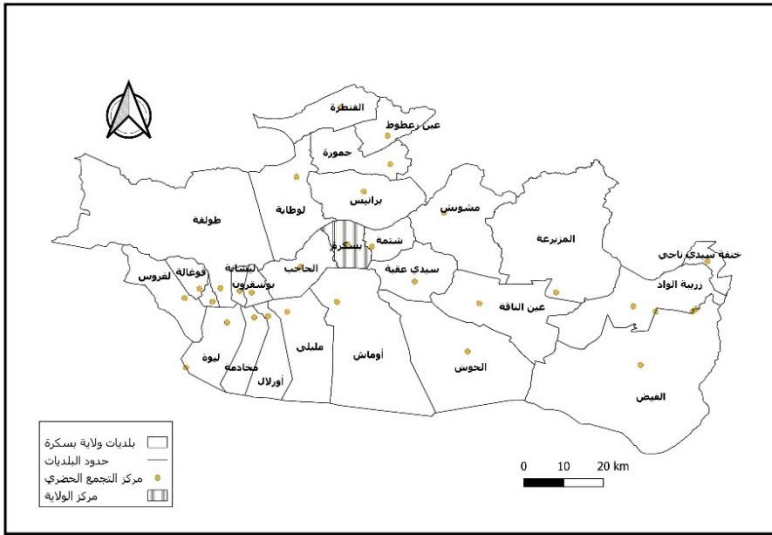 القنطرة
عين زعطوط
جمورة
برانيس
مشونش
لوطاية
طولقة
المزيرعة
بسكرة
شتمة
خنقة سيدي ناجي
ليشانة
الحاجب
سيدي عقبة
زريبة الواد
فوغالة
لغروس
بوشقرون
عين الناقة
مليلي
أوماش
الحوش
ليوة
مخادمة
أورلال
الفيض
بلديات ولاية بسكرة
حدود البلديات
مركز التجمع الحضري
مركز الولاية
0 10 20 km